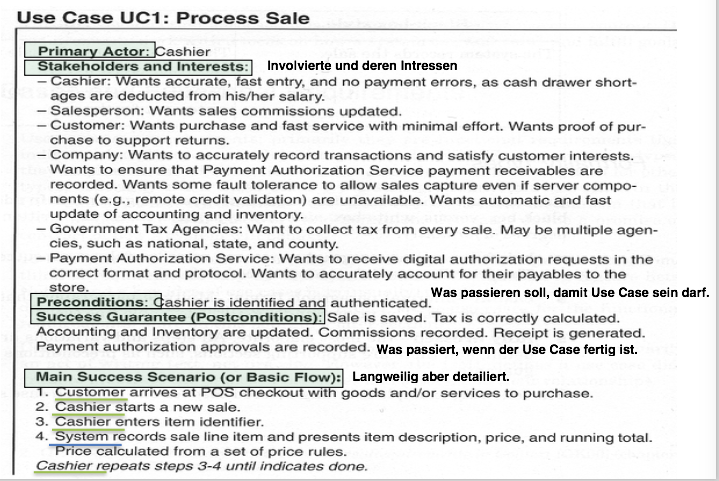 Use Case UC1: Process Sale
Primary Actor: Cashier
Stakeholders and Interests: Involvierte und deren Intressen
– Cashier: Wants accurate, fast entry, and no payment errors, as cash drawer short-
ages are deducted from his/her salary.
– Salesperson: Wants sales commissions updated.
– Customer: Wants purchase and fast service with minimal effort. Wants proof of pur-
chase to support returns.
– Company: Wants to accurately record transactions and satisfy customer interests.
Wants to ensure that Payment Authorization Service payment receivables are
recorded. Wants some fault tolerance to allow sales capture even if server compo-
nents (e.g., remote credit validation) are unavailable. Wants automatic and fast
update of accounting and inventory.
– Government Tax Agencies: Want to collect tax from every sale. May be multiple agen-
cies, such as national, state, and county.
– Payment Authorization Service: Wants to receive digital authorization requests in the
correct format and protocol. Wants to accurately account for their payables to the
store.
Was passieren soll, damit Use Case sein darf.
Preconditions: Cashier is identified and authenticated.
Success Guarantee (Postconditions): Sale is saved. Tax is correctly calculated.
Accounting and Inventory are updated. Commissions recorded. Receipt is generated.
Payment authorization approvals are recorded. Was passiert, wenn der Use Case fertig ist.
Main Success Scenario (or Basic Flow): Langweilig aber detailiert.
1. Customer arrives at POS checkout with goods and/or services to purchase.
2. Cashier starts a new sale.
3. Cashier enters item identifier.
4. System records sale line item and presents item description, price, and running total.
Price calculated from a set of price rules.
Cashier repeats steps 3-4 until indicates done.